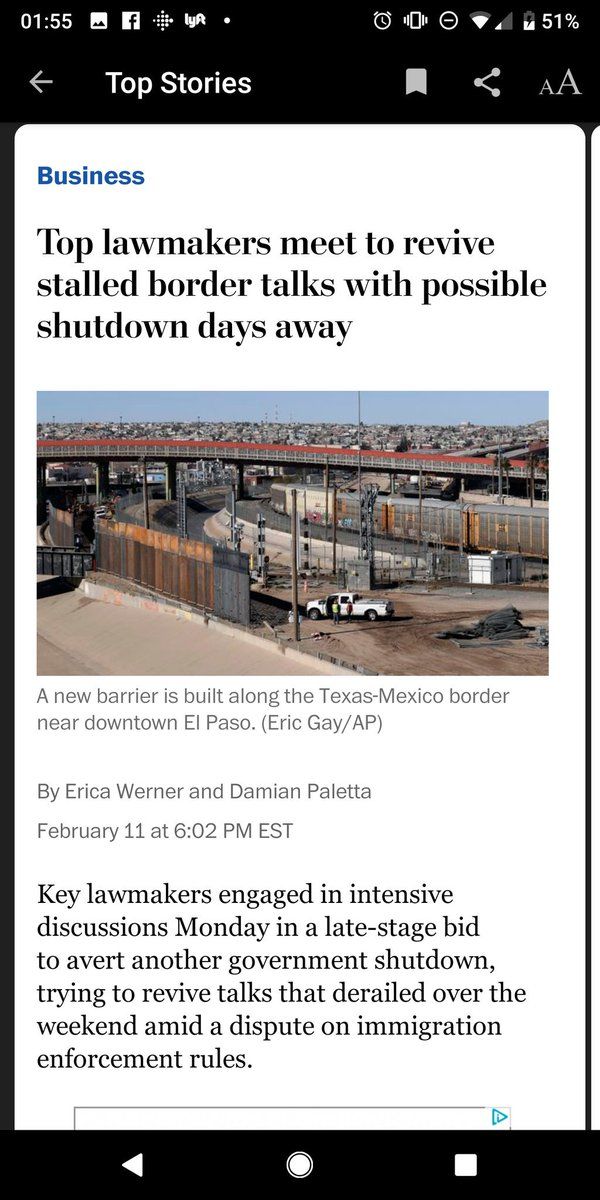 01:55 lyft 51%
Top Stories AA
Business
Top lawmakers meet to revive
stalled border talks with possible
shutdown days away
A new barrier is built along the Texas-Mexico border
near downtown El Paso. (Eric Gay/AP)
By Erica Werner and Damian Paletta
February 11 at 6:02 PM EST
Key lawmakers engaged in intensive
discussions Monday in a late-stage bid
to avert another government shutdown,
trying to revive talks that derailed over the
weekend amid a dispute on immigration
enforcement rules.